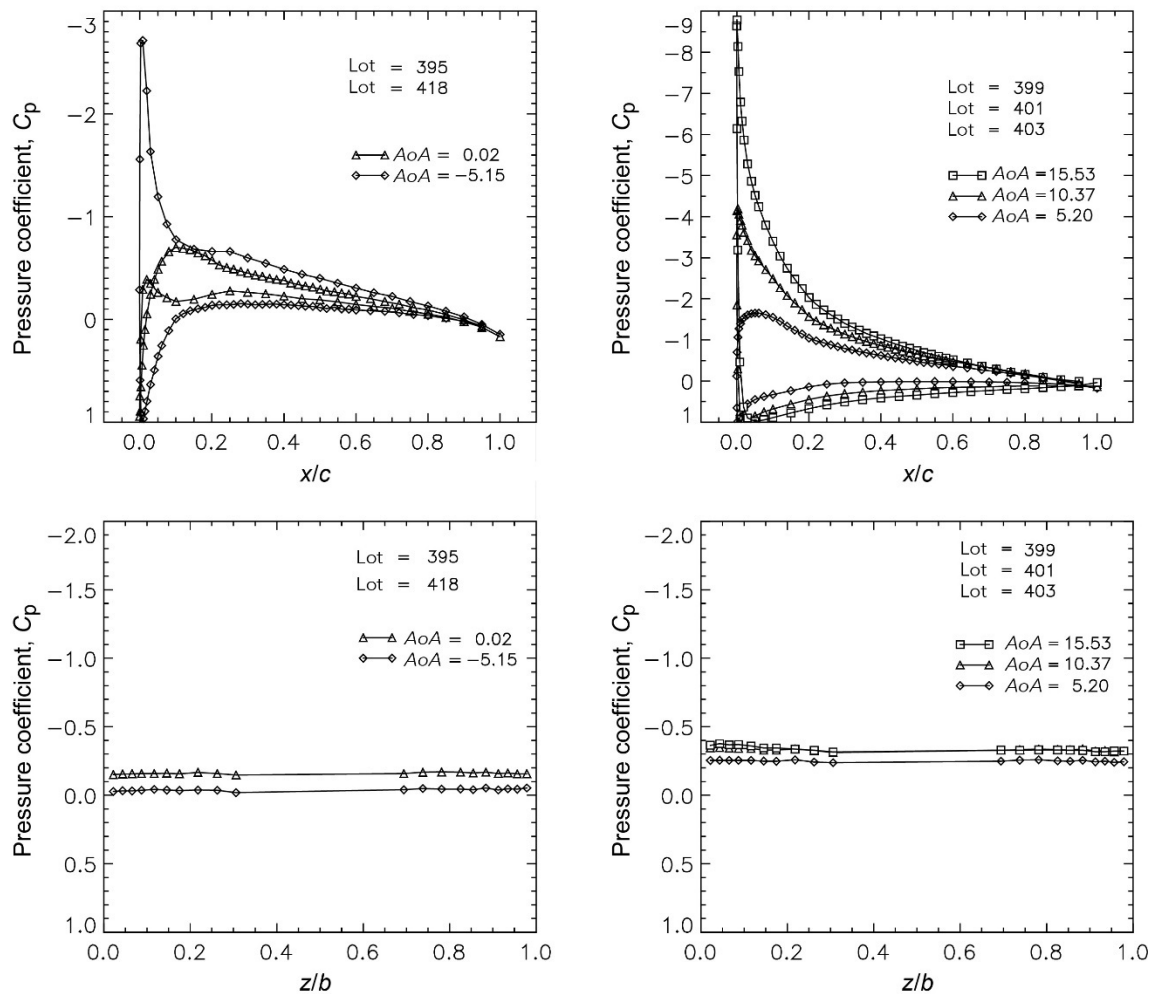 Pressure coefficient, Cp
−3
−2
−1
0
1
Lot = 395
Lot = 418
AoA = 0.02
AoA = −5.15
0.0 0.2 0.4 0.6 0.8 1.0
x/c
Pressure coefficient, Cp
−9
−8
−7
−6
−5
−4
−3
−2
−1
0
1
Lot = 399
Lot = 401
Lot = 403
AoA = 15.53
AoA = 10.37
AoA = 5.20
0.0 0.2 0.4 0.6 0.8 1.0
x/c
Pressure coefficient, Cp
−2.0
−1.5
−1.0
−0.5
0.0
0.5
1.0
Lot = 395
Lot = 418
AoA = 0.02
AoA = −5.15
0.0 0.2 0.4 0.6 0.8 1.0
z/b
Pressure coefficient, Cp
−2.0
−1.5
−1.0
−0.5
0.0
0.5
1.0
Lot = 399
Lot = 401
Lot = 403
AoA = 15.53
AoA = 10.37
AoA = 5.20
0.0 0.2 0.4 0.6 0.8 1.0
z/b